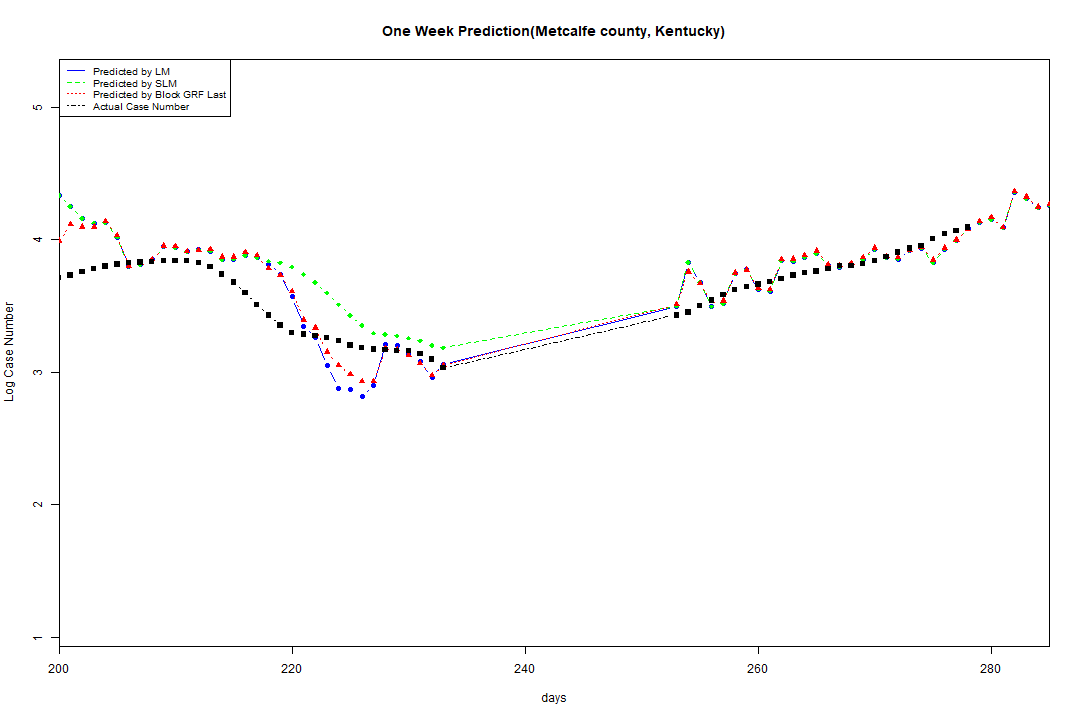 One Week Prediction(Metcalfe county, Kentucky)
Predicted by LM
Predicted by SLM
Predicted by Block GRF Last
Actual Case Number
5
4
3
2
1
Log Case Number
200 220 240 260 280
days